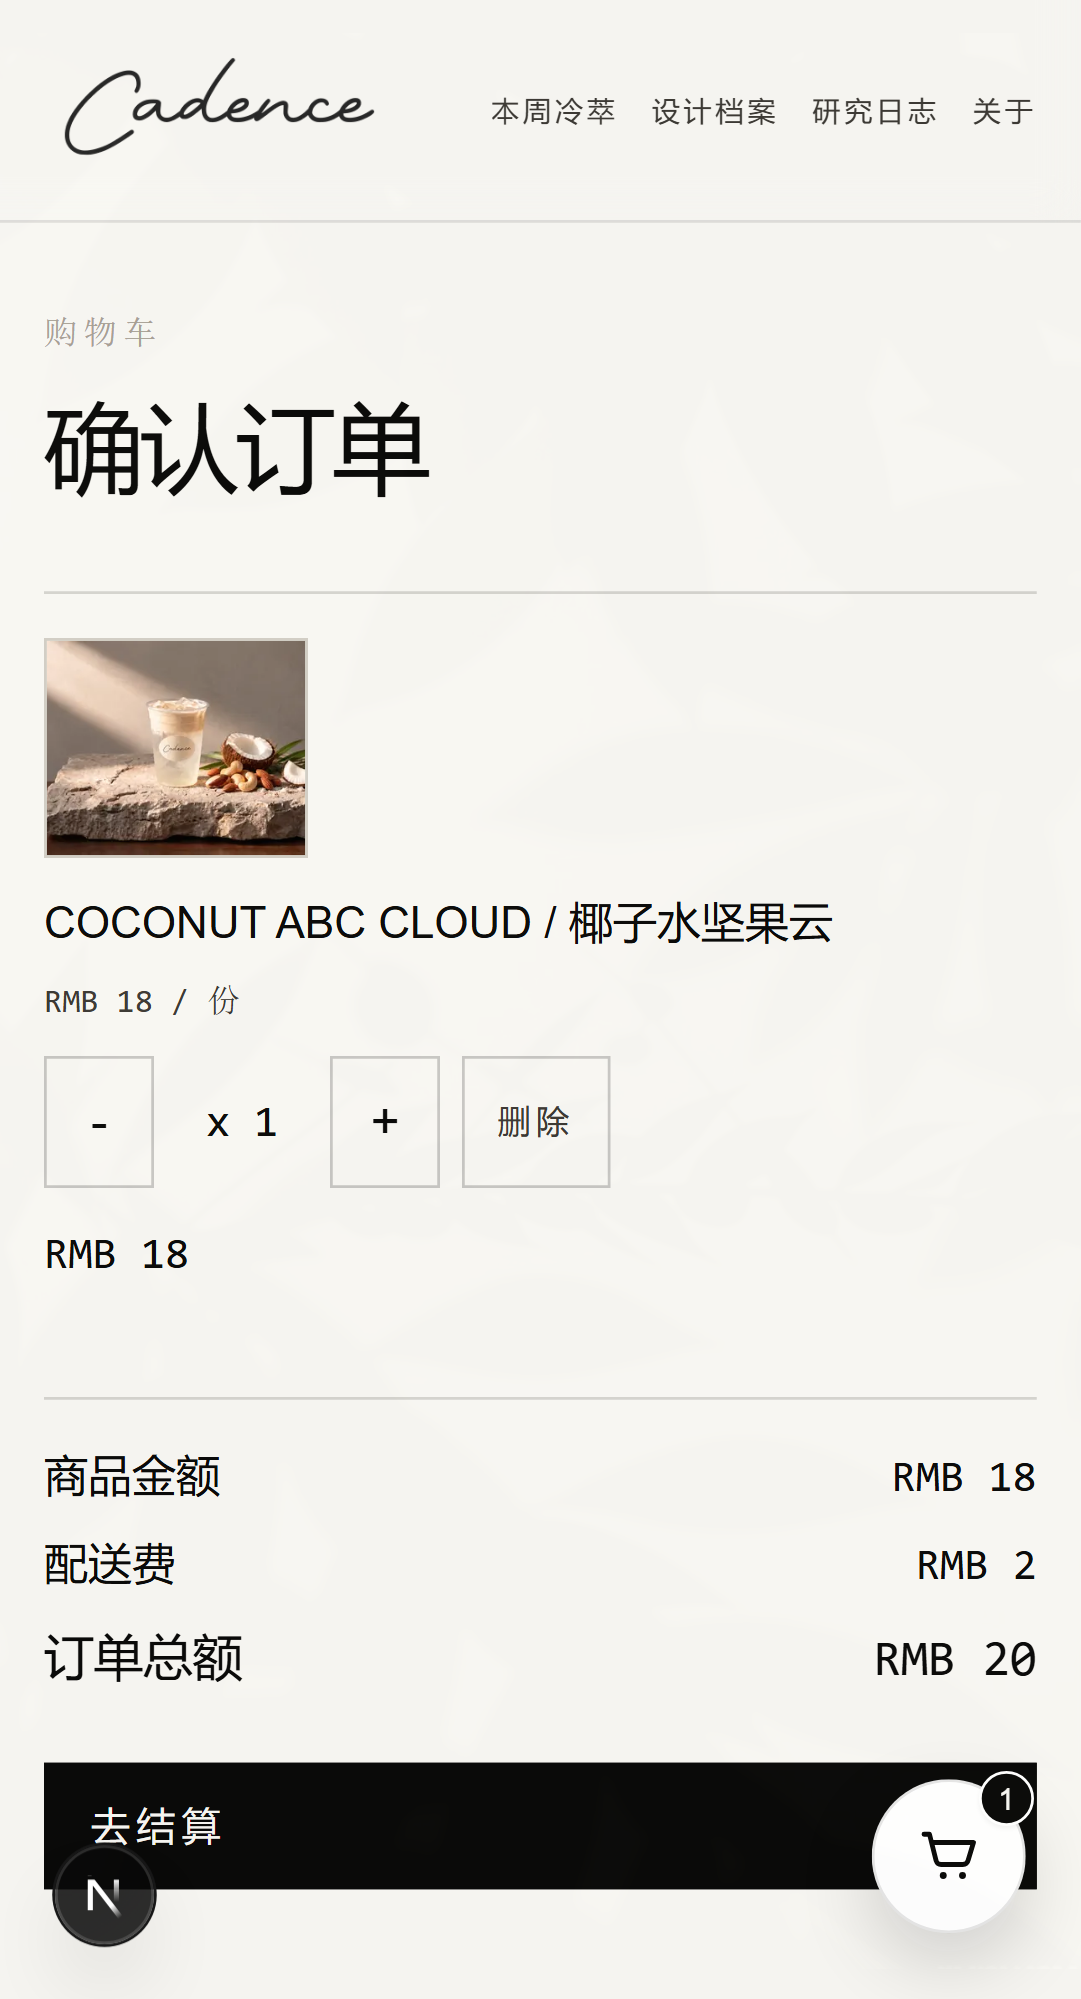 Cadence
本周冷萃 设计档案 研究日志 关于
购物车
确认订单
Cadence
COCONUT ABC CLOUD / 椰子水坚果云
RMB 18 / 份
- x 1 + 删除
RMB 18
商品金额 RMB 18
配送费 RMB 2
订单总额 RMB 20
1
去结算
N